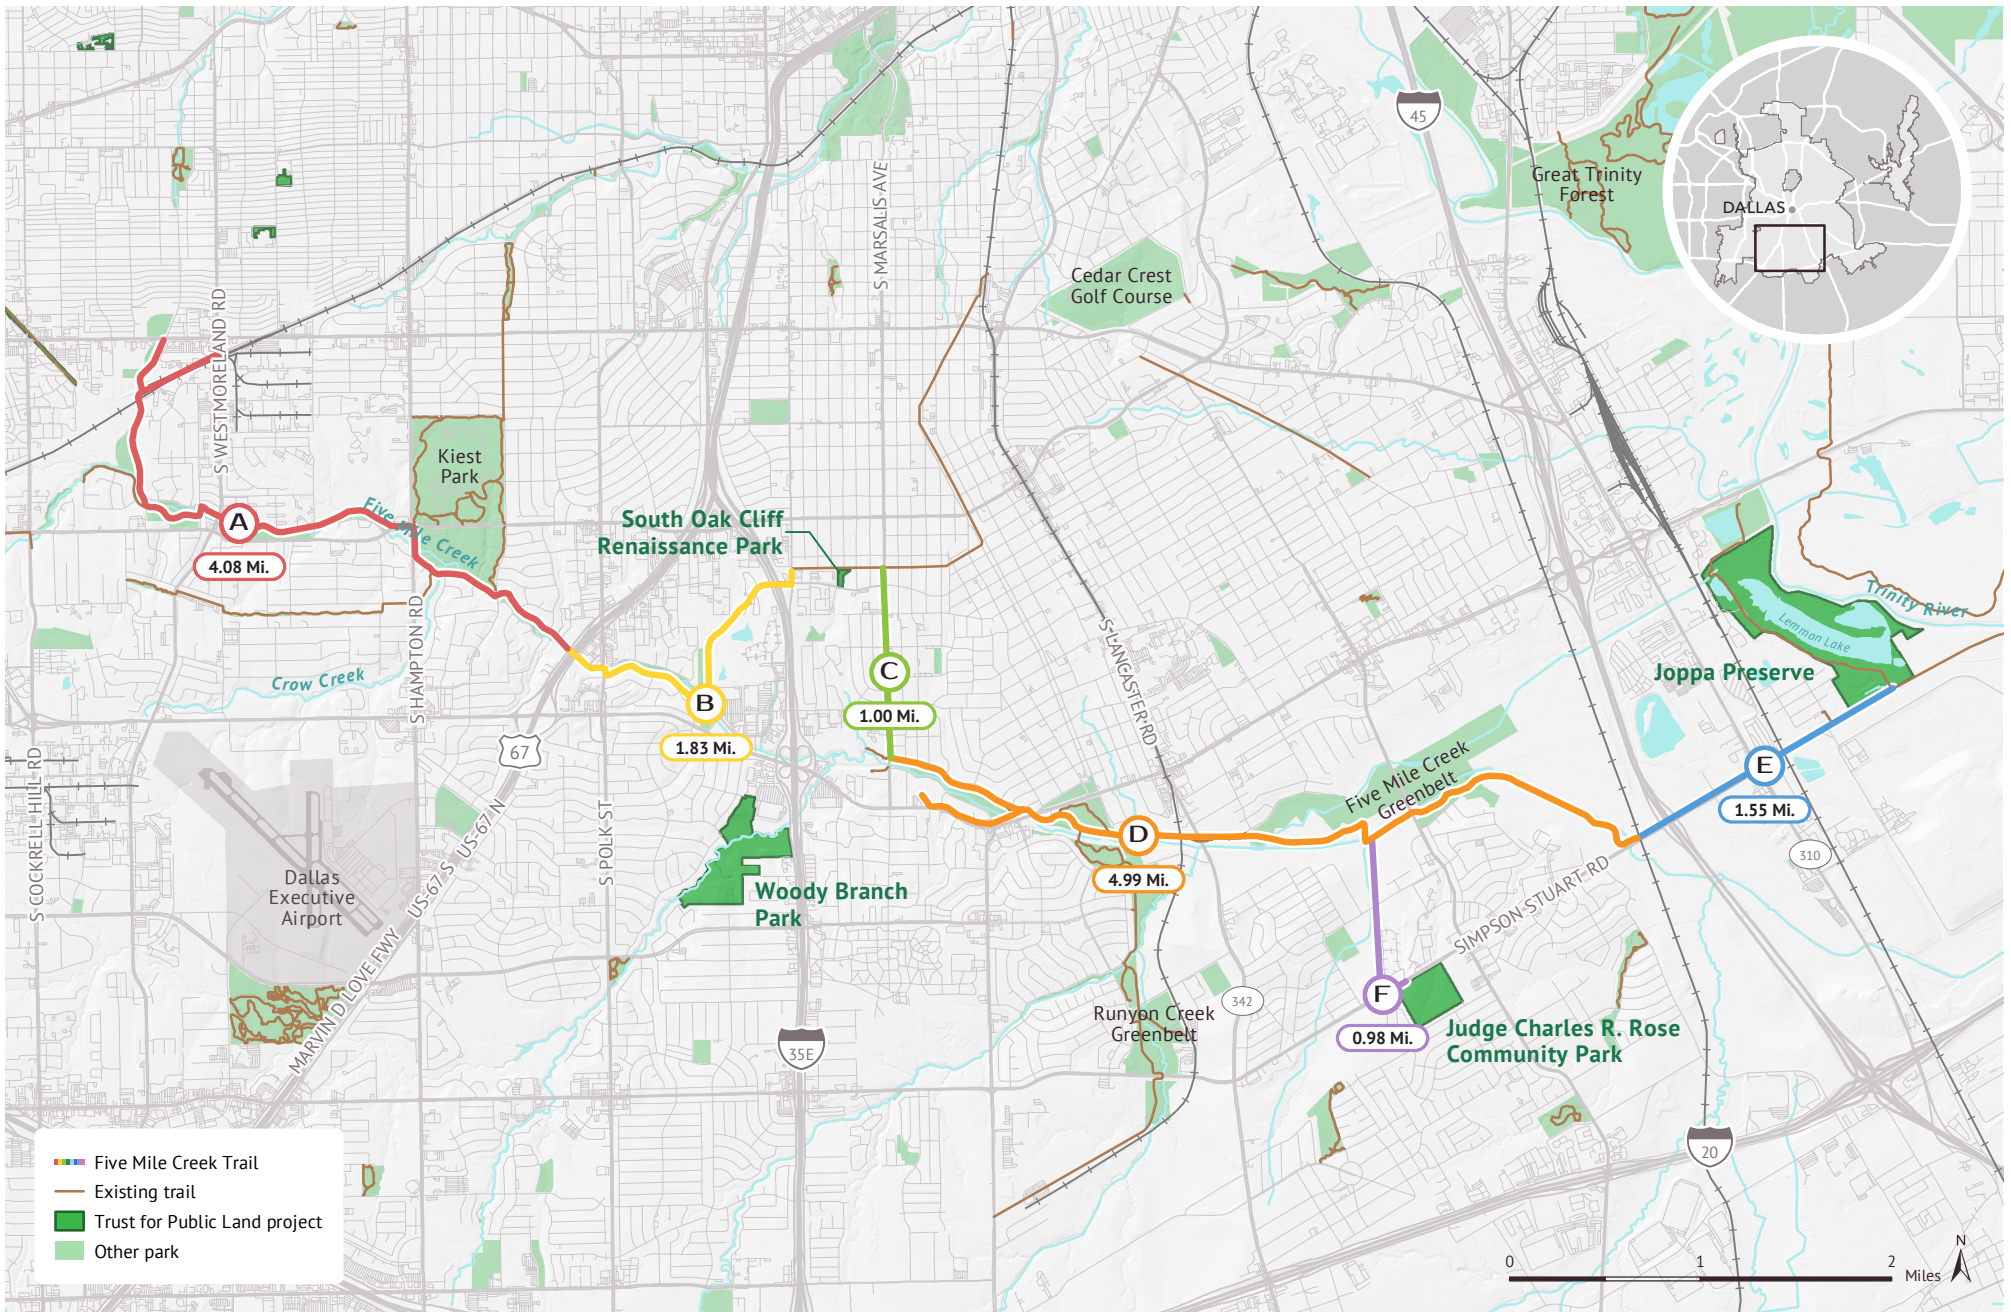 45
Great Trinity
Forest
DALLAS
S MARSALIS AVE
Cedar Crest
Golf Course
S WESTMORELAND RD
Kiest
Park
A
4.08 Mi.
Five Mile Creek
South Oak Cliff
Renaissance Park
S HAMPTON RD
Crow Creek
B
1.83 Mi.
C
1.00 Mi.
S LANCASTER RD
Trinity River
Lemmon Lake
Joppa Preserve
67
S COCKRELL HILL RD
Five Mile Creek
Greenbelt
E
1.55 Mi.
D
4.99 Mi.
310
US-67 S
US-67 N
S POLK ST
Dallas
Executive
Airport
Woody Branch
Park
MARVIN D LOVE FWY
SIMPSON STUART RD
F
0.98 Mi.
342
Runyon Creek
Greenbelt
Judge Charles R. Rose
Community Park
35E
20
Five Mile Creek Trail
Existing trail
Trust for Public Land project
Other park
0 1 2
Miles
N